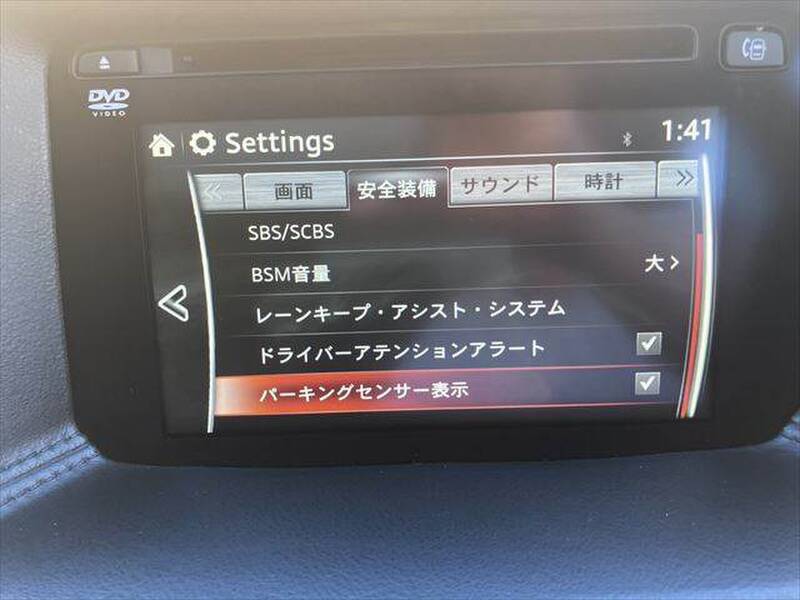 DVD
VIDEO
Settings
1:41
画面 安全装備 サウンド 時計
SBS/SCBS
BSM音量 大
レーンキープ・アシスト・システム
ドライバーアテンションアラート
パーキングセンサー表示